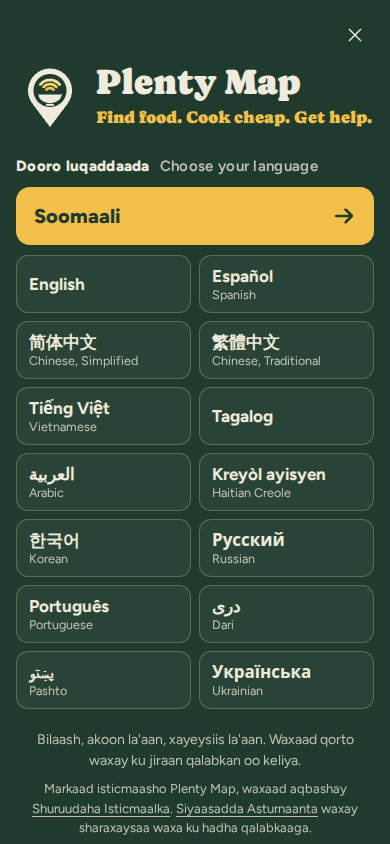 Plenty Map
Find food. Cook cheap. Get help.
Dooro luqaddaada Choose your language
Soomaali
English
Español
Spanish
简体中文
Chinese, Simplified
繁體中文
Chinese, Traditional
Tiếng Việt
Vietnamese
Tagalog
العربية
Arabic
Kreyòl ayisyen
Haitian Creole
한국어
Korean
Русский
Russian
Português
Portuguese
دری
Dari
پښتو
Pashto
Українська
Ukrainian
Bilaash, akoon la'aan, xayeysiis la'aan. Waxaad qorto
waxay ku jiraan qalabkan oo keliya.
Markaad isticmaasho Plenty Map, waxaad aqbashay
Shuruudaha Isticmaalka. Siyaasadda Asturnaanta waxay
sharaxaysaa waxa ku hadha qalabkaaga.